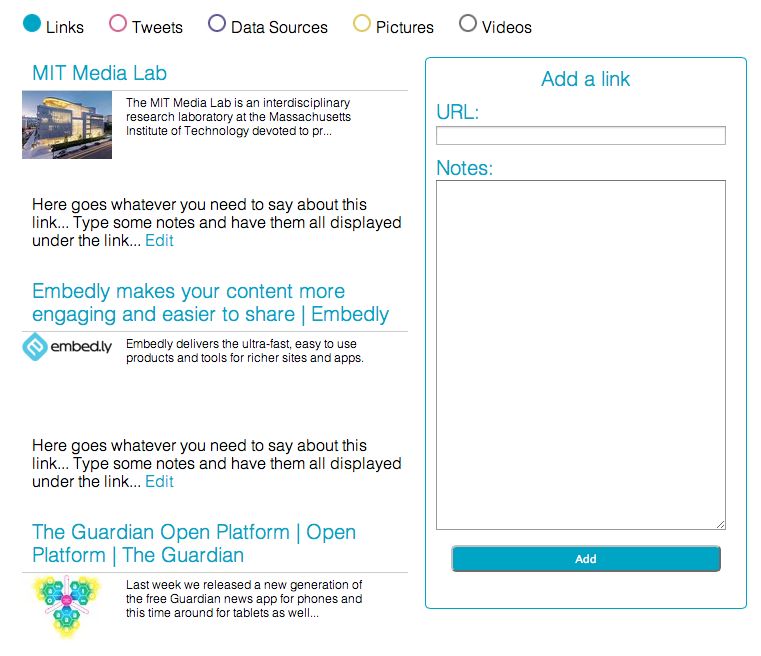 Links Tweets Data Sources Pictures Videos
MIT Media Lab
The MIT Media Lab is an interdisciplinary
research laboratory at the Massachusetts
Institute of Technology devoted to pr...
Here goes whatever you need to say about this
link... Type some notes and have them all displayed
under the link... Edit
Embedly makes your content more
engaging and easier to share | Embedly
embed.ly
Embedly delivers the ultra-fast, easy to use
products and tools for richer sites and apps.
Here goes whatever you need to say about this
link... Type some notes and have them all displayed
under the link... Edit
The Guardian Open Platform | Open
Platform | The Guardian
Last week we released a new generation of
the free Guardian news app for phones and
this time around for tablets as well...
Add a link
URL:
Notes:
Add